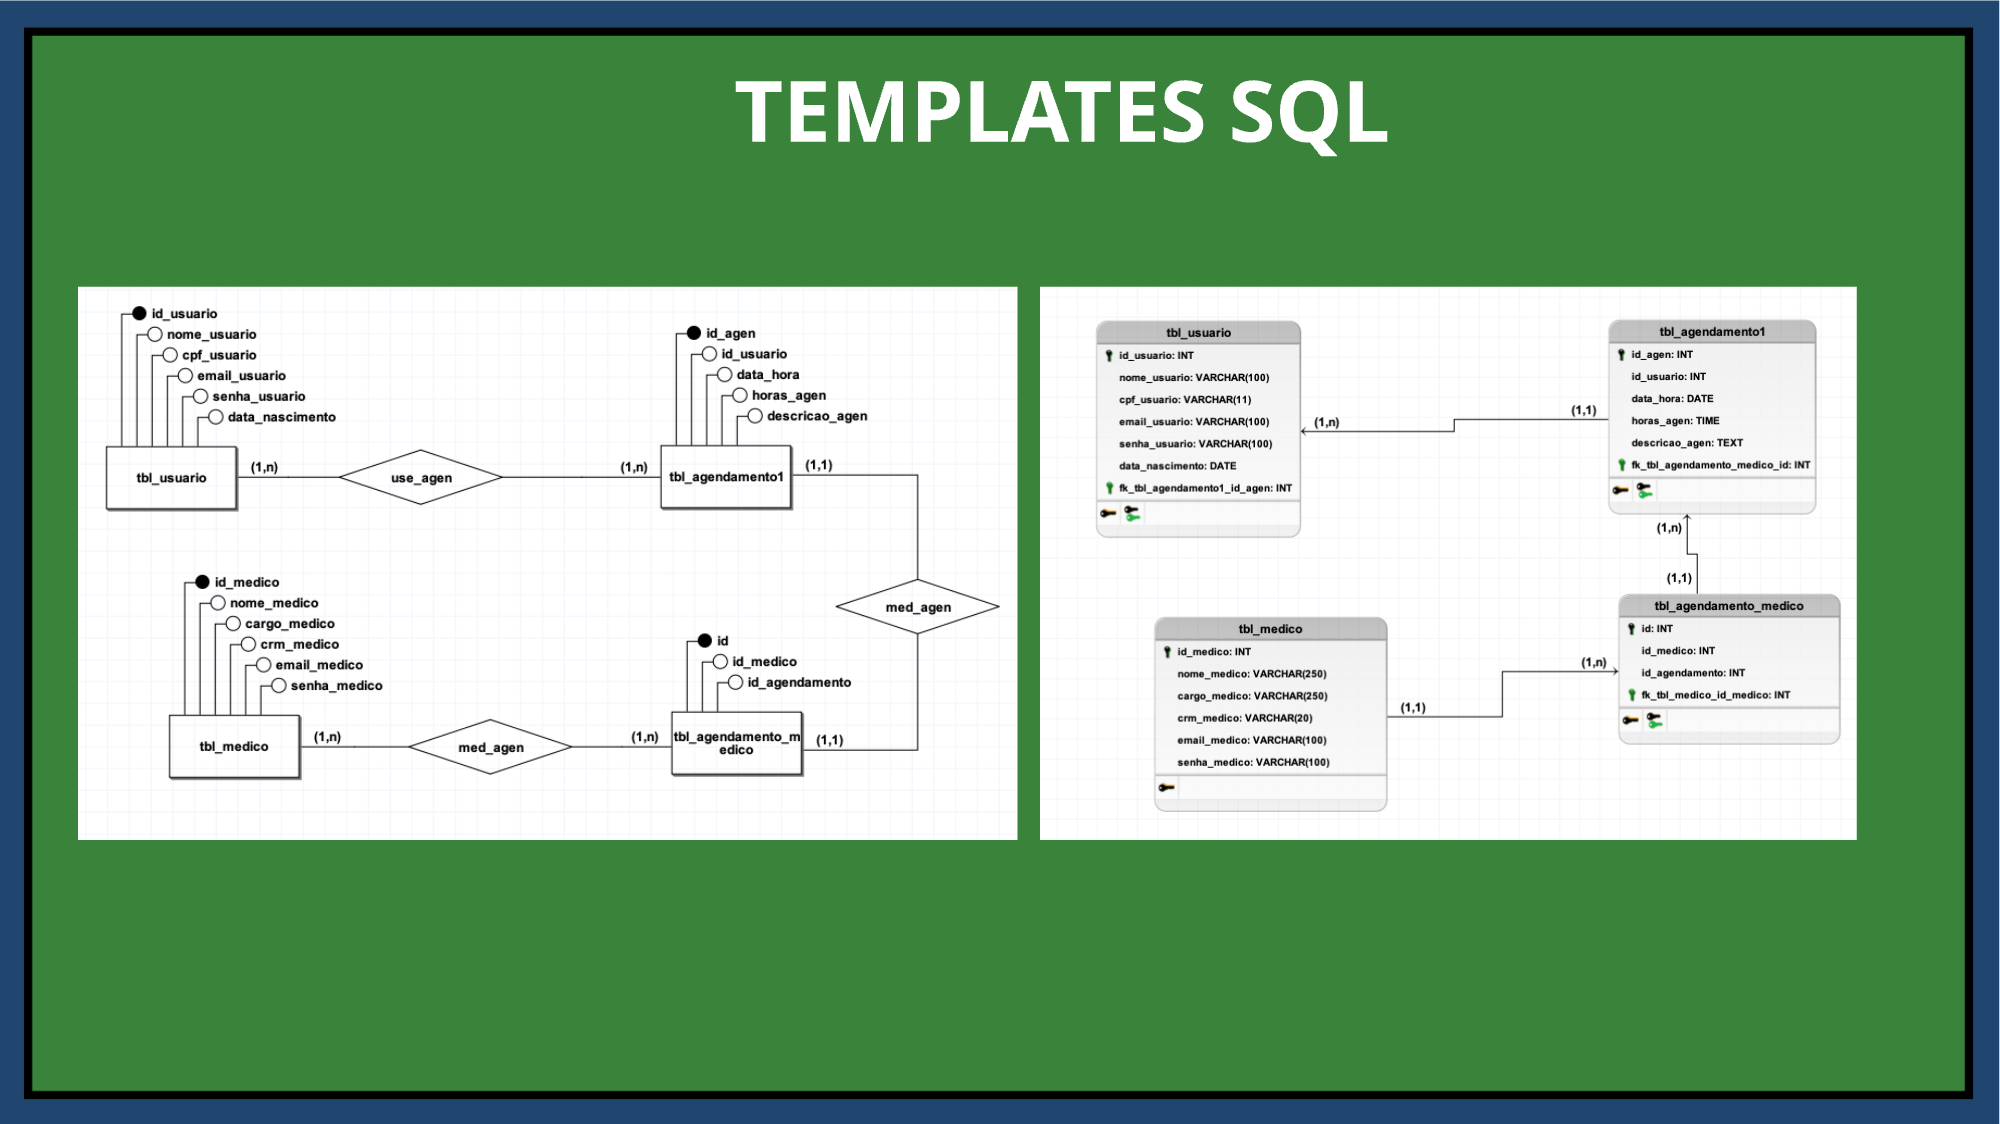 TEMPLATES SQL
id_usuario
nome_usuario
cpf_usuario
email_usuario
senha_usuario
data_nascimento
tbl_usuario
(1,n)
use_agen
(1,n)
id_agen
id_usuario
data_hora
horas_agen
descricao_agen
tbl_agendamento1
(1,1)
med_agen
id_medico
nome_medico
cargo_medico
crm_medico
email_medico
senha_medico
tbl_medico
(1,n)
med_agen
(1,n)
id
id_medico
id_agendamento
tbl_agendamento_m
edico
(1,1)
tbl_usuario
id_usuario: INT
nome_usuario: VARCHAR(100)
cpf_usuario: VARCHAR(11)
email_usuario: VARCHAR(100)
senha_usuario: VARCHAR(100)
data_nascimento: DATE
fk_tbl_agendamento1_id_agen: INT
(1,n)
(1,1)
tbl_agendamento1
id_agen: INT
id_usuario: INT
data_hora: DATE
horas_agen: TIME
descricao_agen: TEXT
fk_tbl_agendamento_medico_id: INT
(1,n)
(1,1)
tbl_medico
id_medico: INT
nome_medico: VARCHAR(250)
cargo_medico: VARCHAR(250)
crm_medico: VARCHAR(20)
email_medico: VARCHAR(100)
senha_medico: VARCHAR(100)
(1,1)
(1,n)
tbl_agendamento_medico
id: INT
id_medico: INT
id_agendamento: INT
fk_tbl_medico_id_medico: INT